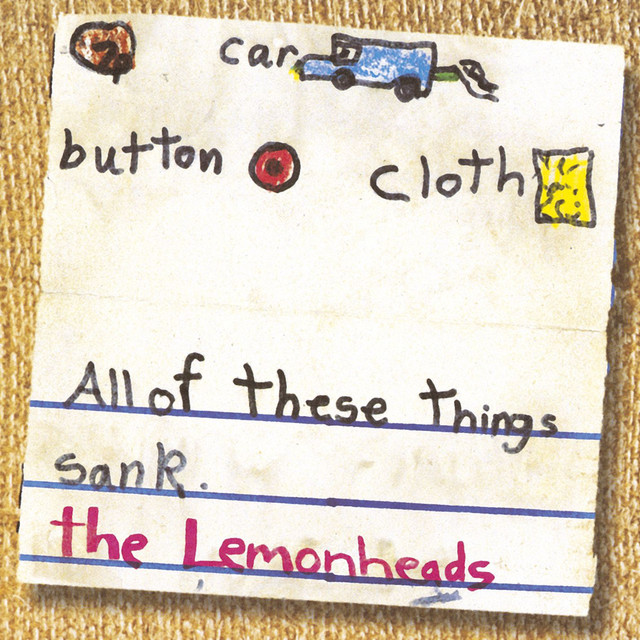 car
button cloth
All of these things
sank.
the Lemonheads